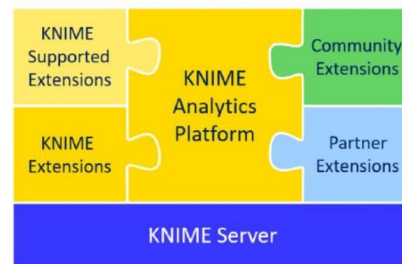 KNIME
Supported
Extensions
KNIME
Analytics
Platform
Community
Extensions
KNIME
Extensions
Partner
Extensions
KNIME Server